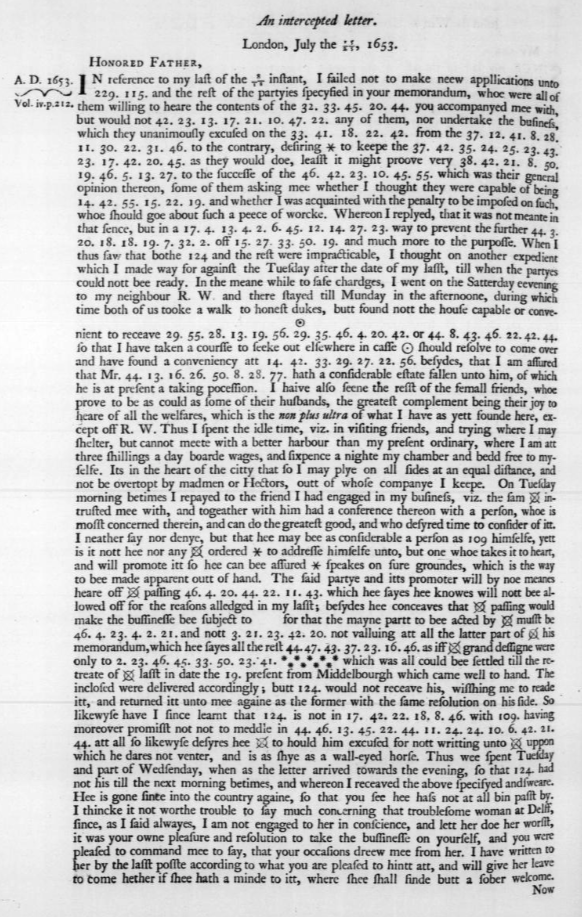 An intercepted letter.
London, July the 15/25, 1653.
HONORED FATHER,
A. D. 1653. IN reference to my laſt of the inſtant, I failed not to make neew appllications unto
Vol. iv. p. 212. 229. 115. and the reſt of the partyies ſpecyfied in your memorandum, whoe were all of
them willing to heare the contents of the 32. 33. 45. 20. 44. you accompanyed mee with,
but would not 42. 23. 13. 17. 21. 10. 47. 22. any of them, nor undertake the buſineſs,
which they unanimouſly excuſed on the 33. 41. 18. 22. 42. from the 37. 12. 41. 8. 28.
11. 30. 22. 31. 46. to the contrary, deſiring * to keepe the 37. 42. 35. 24. 25. 23. 43.
23. 17. 42. 20. 45. as they would doe, leaſſt it might proove very 38. 42. 21. 8. 50.
19. 46. 5. 13. 27. to the ſucceſſe of the 46. 42. 23. 10. 45. 55. which was their general
opinion thereon, ſome of them asking mee whether I thought they were capable of being
14. 42. 55. 15. 22. 19. and whether I was acquainted with the penalty to be impoſed on ſuch,
whoe ſhould goe about ſuch a peece of worcke. Whereon I replyed, that it was not meante in
that ſence, but in a 17. 4. 13. 4. 2. 6. 45. 12. 14. 27. 23. way to prevent the further 44. 3.
20. 18. 18. 19. 7. 32. 2. off 15. 27. 33. 50. 19. and much more to the purpoſſe. When I
thus ſaw that bothe 124 and the reſt were impracticable, I thought on another expedient
which I made way for againſt the Tueſday after the date of my laſſt, till when the partyes
could nott bee ready. In the meane while to ſafe chardges, I went on the Satterday eevening
to my neighbour R. W. and there ſtayed till Munday in the afternoone, during which
time both of us tooke a walk to honeſt dukes, butt found nott the houſe capable or conve-
⊙
nient to receave 29. 55. 28. 13. 19. 56. 29. 35. 46. 4. 20. 42. or 44. 8. 43. 46. 22. 42. 44.
ſo that I have taken a courſſe to ſeeke out elſewhere in caſſe ⊙ ſhould reſolve to come over
and have found a conveniency att 14. 42. 33. 29. 27. 22. 56. beſydes, that I am aſſured
that Mr. 44. 13. 16. 26. 50. 8. 28. 77. hath a conſiderable eſtate fallen unto him, of which
he is at preſent a taking poceſſion. I haive alſo ſeene the reſſt of the femall friends, whoe
prove to be as could as ſome of their huſbands, the greateſt complement being their joy to
heare of all the welfares, which is the non plus ultra of what I have as yett founde here, ex-
cept off R. W. Thus I ſpent the idle time, viz. in viſiting friends, and trying where I may
ſhelter, but cannot meete with a better harbour than my preſent ordinary, where I am att
three ſhillings a day boarde wages, and ſixpence a nighte my chamber and bedd free to my-
ſelfe. Its in the heart of the citty that ſo I may plye on all ſides at an equal diſtance, and
not be overtopt by madmen or Hectors, outt of whoſe companye I keepe. On Tueſday
morning betimes I repayed to the friend I had engaged in my buſineſs, viz. the ſam ☒ in-
truſted mee with, and togeather with him had a conference thereon with a perſon, whoe is
moſſt concerned therein, and can do the greateſt good, and who deſyred time to conſider of itt.
I neather ſay nor denye, but that hee may bee as conſiderable a perſon as 109 himſelfe, yett
is it nott hee nor any ☒ ordered * to addreſſe himſelfe unto, but one whoe takes it to heart,
and will promote itt ſo hee can bee aſſured * ſpeakes on ſure groundes, which is the way
to bee made apparent outt of hand. The ſaid partye and itts promoter will by noe meanes
heare off ☒ paſſing 46. 4. 20. 44. 22. 11. 43. which hee ſayes hee knowes will nott bee al-
lowed off for the reaſons alledged in my laſſt; beſydes hee conceaves that ☒ paſſing would
make the buſſineſſe bee ſubject to for that the mayne partt to bee acted by ☒ muſſt be
46. 4. 23. 4. 2. 21. and nott 3. 21. 23. 42. 20. not valluing att all the latter part of ☒ his
memorandum, which hee ſayes all the reſt 44. 47. 43. 37. 23. 16. 46. as iff ☒ grand deſſigne were
only to 2. 23. 46. 45. 33. 50. 23. 41. ******* which was all could bee ſettled till the re-
treate of ☒ laſſt in date the 19. preſent from Middelbourgh which came well to hand. The
incloſed were delivered accordingly; butt 124. would not receave his, wiſſhing me to reade
itt, and returned itt unto mee againe as the former with the ſame reſolution on his ſide. So
likewyſe have I ſince learnt that 124. is not in 17. 42. 22. 18. 8. 46. with 109. having
moreover promiſſt not not to meddle in 44. 46. 13. 45. 22. 44. 11. 24. 24. 10. 6. 42. 21.
44. att all ſo likewyſe deſyres hee ☒ to hould him excuſed for nott writting unto ☒ uppon
which he dares not venter, and is as ſhye as a wall-eyed horſe. Thus wee ſpent Tueſday
and part of Wedſenday, when as the letter arrived towards the evening, ſo that 124. had
not his till the next morning betimes, and whereon I receaved the above ſpecifyed andſweare.
Hee is gone ſinte into the country againe, ſo that you ſee hee haſs not at all bin paſſt by.
I thincke it not worthe trouble to ſay much concerning that troubleſome woman at Delff,
ſince, as I ſaid alwayes, I am not engaged to her in conſcience, and lett her doe her worſſt,
it was your owne pleaſure and reſolution to take the buſſineſſe on yourſelf, and you were
pleaſed to command mee to ſay, that your occaſions dreew mee from her. I have written to
her by the laſſt poſſte according to what you are pleaſed to hintt att, and will give her leave
to come hether if ſhee hath a minde to itt, where ſhee ſhall finde butt a ſober welcome.
Now